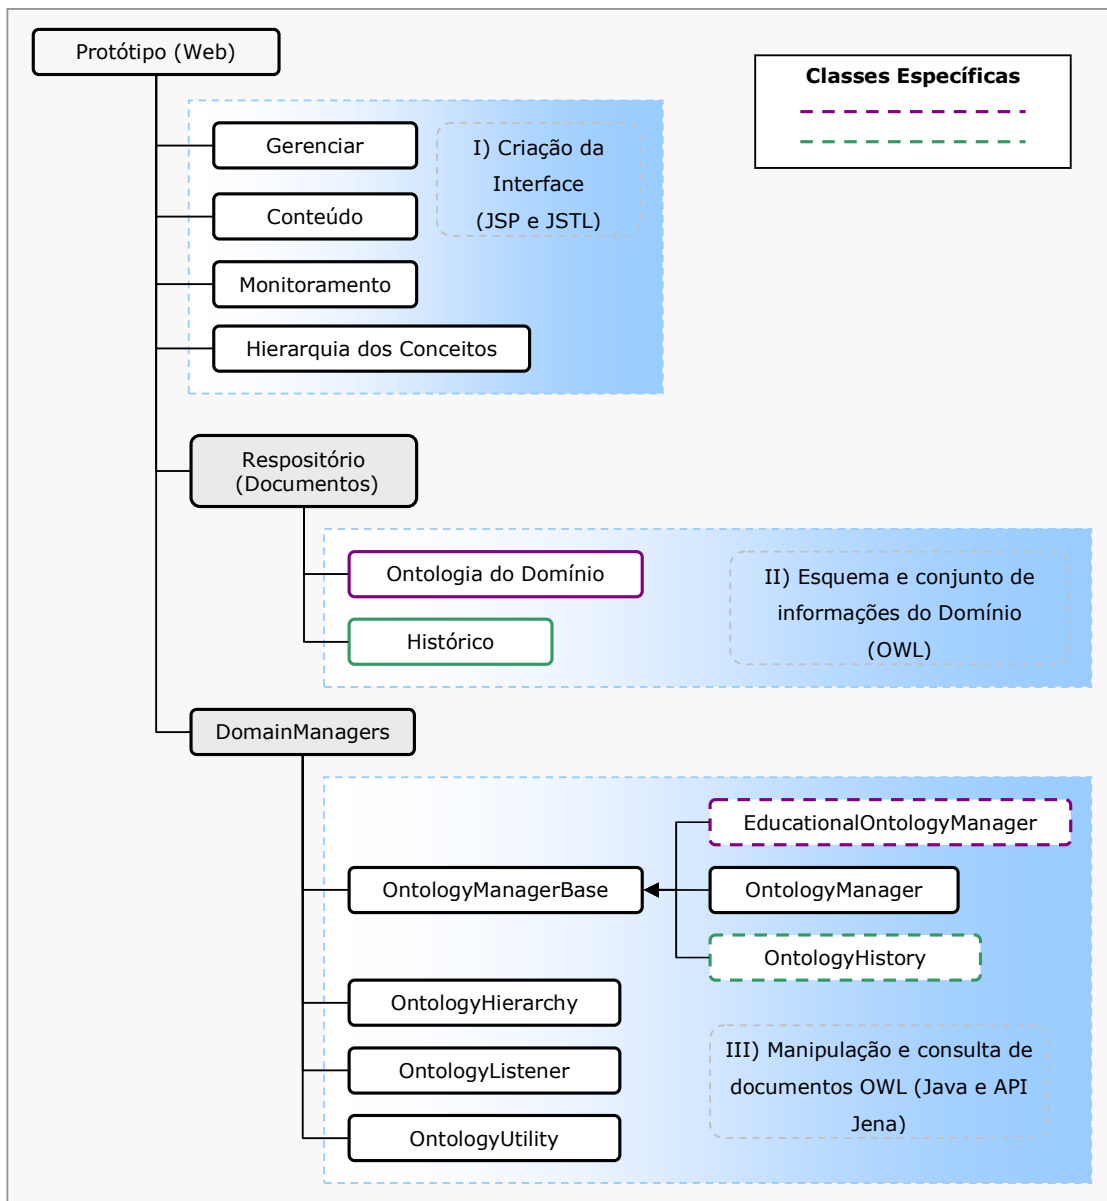 Protótipo (Web)
Classes Específicas
Gerenciar
I) Criação da
Interface
(JSP e JSTL)
Conteúdo
Monitoramento
Hierarquia dos Conceitos
Respositório
(Documentos)
Ontologia do Domínio
II) Esquema e conjunto de
informações do Domínio
(OWL)
Histórico
DomainManagers
EducationalOntologyManager
OntologyManagerBase
OntologyManager
OntologyHistory
OntologyHierarchy
III) Manipulação e consulta de
documentos OWL (Java e API
Jena)
OntologyListener
OntologyUtility